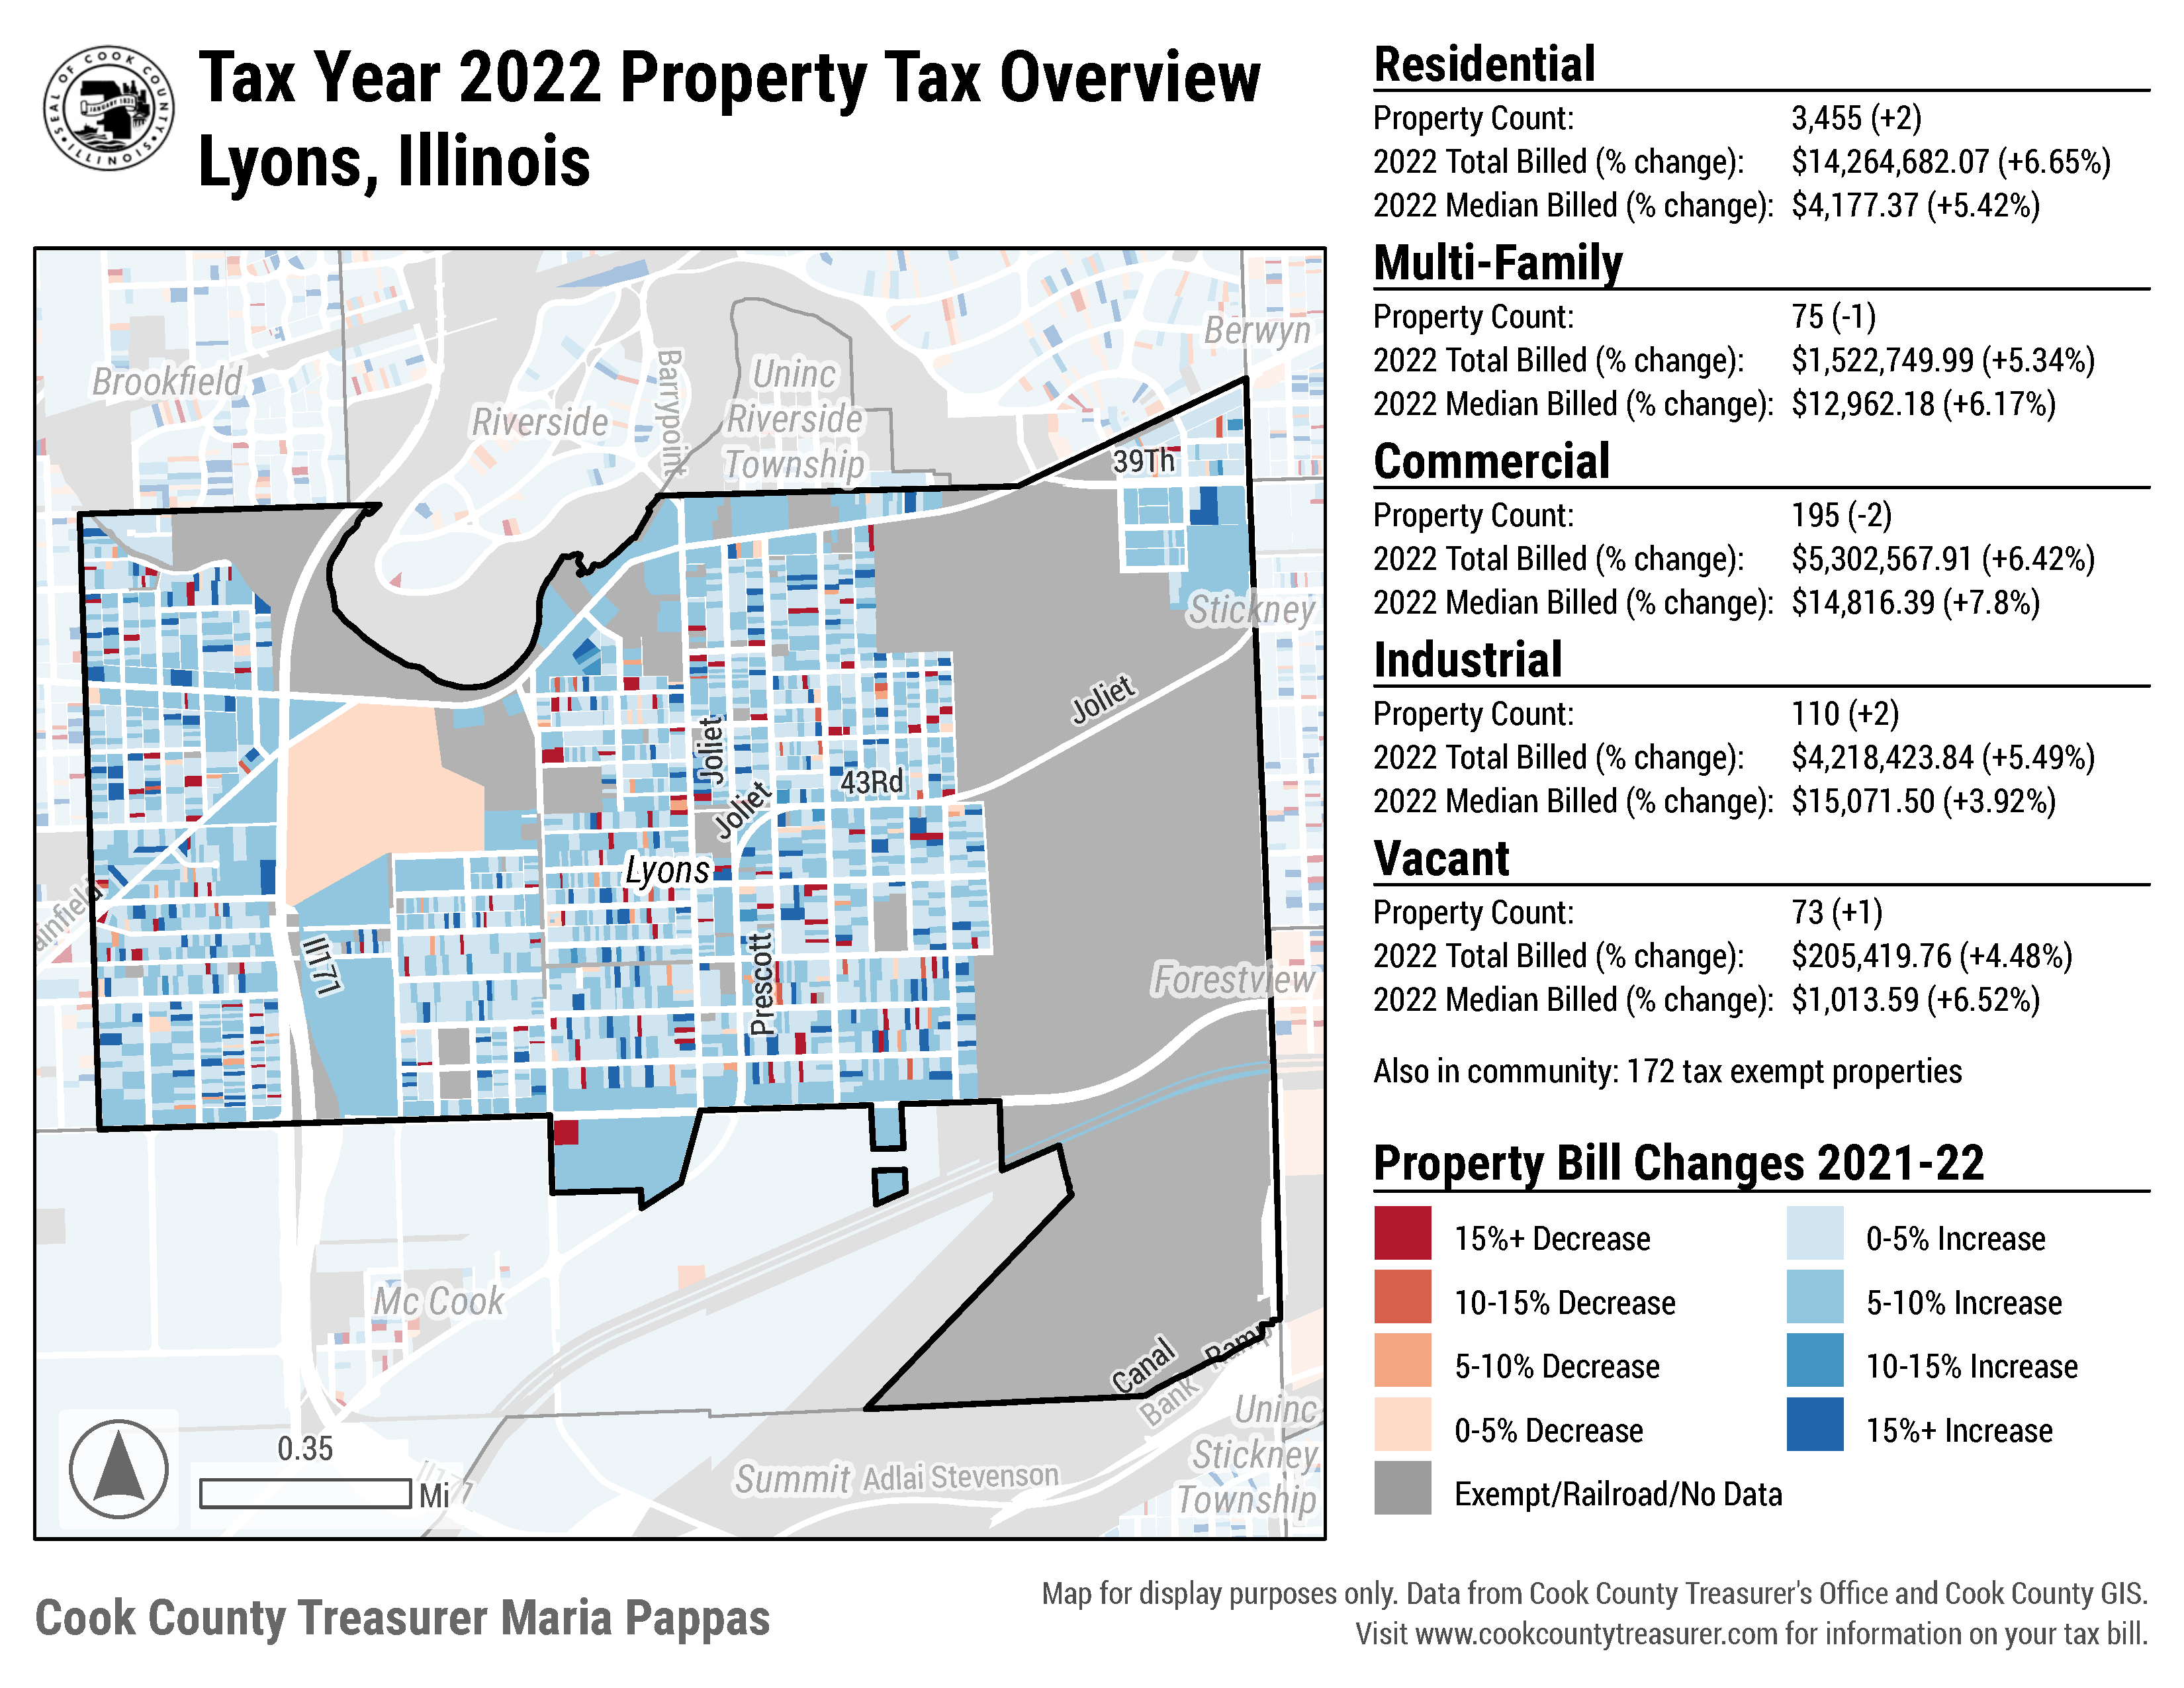 SEAL OF COOK COUNTY
ILLINOIS
JANUARY 1831
Tax Year 2022 Property Tax Overview
Lyons, Illinois
Residential
Property Count: 3,455 (+2)
2022 Total Billed (% change): $14,264,682.07 (+6.65%)
2022 Median Billed (% change): $4,177.37 (+5.42%)
Multi-Family
Property Count: 75 (-1)
2022 Total Billed (% change): $1,522,749.99 (+5.34%)
2022 Median Billed (% change): $12,962.18 (+6.17%)
Commercial
Property Count: 195 (-2)
2022 Total Billed (% change): $5,302,567.91 (+6.42%)
2022 Median Billed (% change): $14,816.39 (+7.8%)
Industrial
Property Count: 110 (+2)
2022 Total Billed (% change): $4,218,423.84 (+5.49%)
2022 Median Billed (% change): $15,071.50 (+3.92%)
Vacant
Property Count: 73 (+1)
2022 Total Billed (% change): $205,419.76 (+4.48%)
2022 Median Billed (% change): $1,013.59 (+6.52%)
Also in community: 172 tax exempt properties
Property Bill Changes 2021-22
15%+ Decrease
10-15% Decrease
5-10% Decrease
0-5% Decrease
Exempt/Railroad/No Data
0-5% Increase
5-10% Increase
10-15% Increase
15%+ Increase
Berwyn
Brookfield
Riverside
Barrypoint
Uninc
Riverside
Township
39Th
Stickney
Joliet
Joliet
Joliet
43Rd
Lyons
ainfield
Ill171
Prescott
Forestview
Mc Cook
Canal
Bank
Ramp
Uninc
Stickney
Township
Summit
Adlai Stevenson
0.35
Mi
Cook County Treasurer Maria Pappas
Map for display purposes only. Data from Cook County Treasurer's Office and Cook County GIS.
Visit www.cookcountytreasurer.com for information on your tax bill.